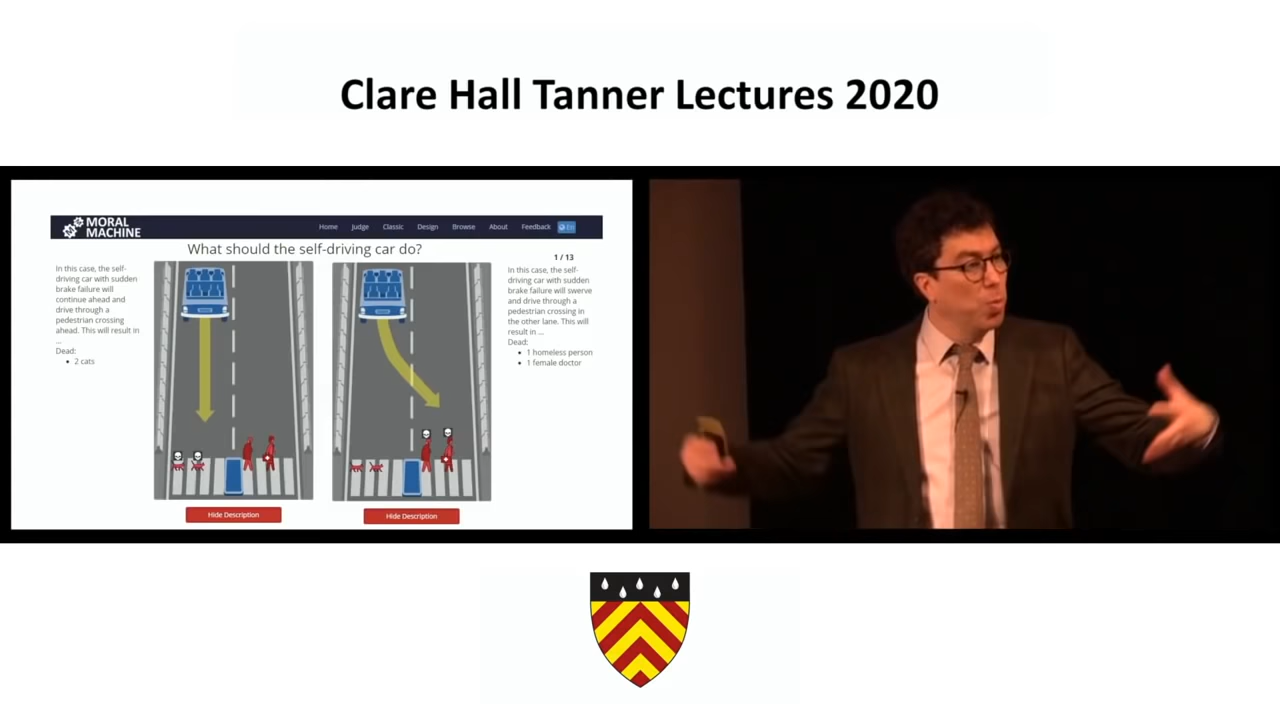 Clare Hall Tanner Lectures 2020
MORAL
MACHINE
Home Judge Classic Design Browse About Feedback En
What should the self-driving car do?
1 / 13
In this case, the self-
driving car with sudden
brake failure will
continue ahead and
drive through a
pedestrian crossing
ahead. This will result in
...
Dead:
• 2 cats
In this case, the self-
driving car with sudden
brake failure will swerve
and drive through a
pedestrian crossing in
the other lane. This will
result in ...
Dead:
• 1 homeless person
• 1 female doctor
Hide Description
Hide Description